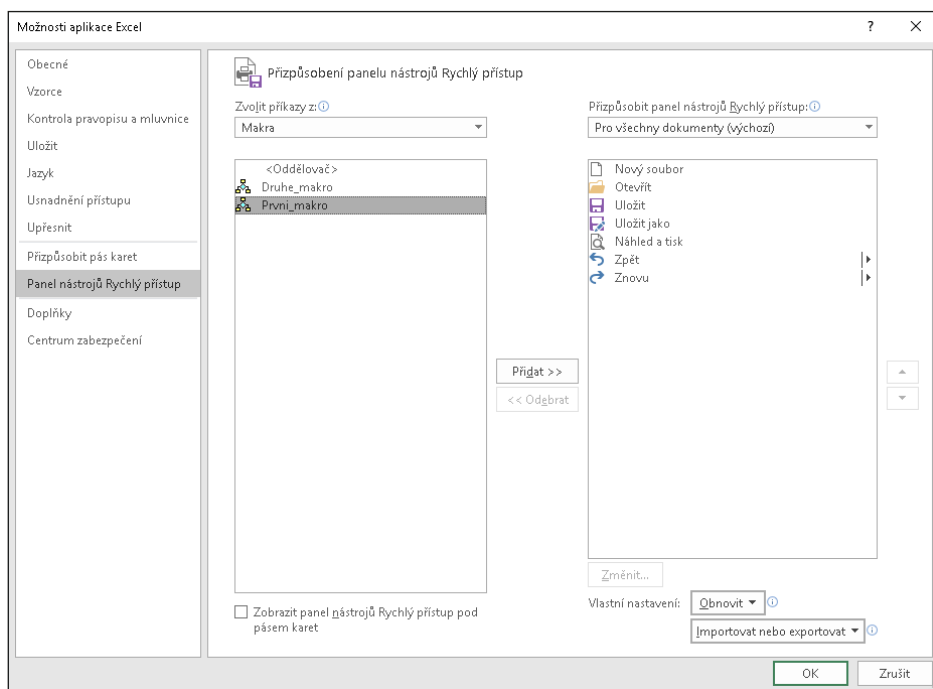 Možnosti aplikace Excel
?
Obecné
Vzorce
Kontrola pravopisu a mluvnice
Uložit
Jazyk
Usnadnění přístupu
Upřesnit
Přizpůsobit pás karet
Panel nástrojů Rychlý přístup
Doplňky
Centrum zabezpečení
Přizpůsobení panelu nástrojů Rychlý přístup
Zvolit příkazy z:
Makra
<Oddělovač>
Druhe_makro
Prvni_makro
Zobrazit panel nástrojů Rychlý přístup pod
pásem karet
Přidat >>
<< Odebrat
Přizpůsobit panel nástrojů Rychlý přístup:
Pro všechny dokumenty (výchozí)
Nový soubor
Otevřít
Uložit
Uložit jako
Náhled a tisk
Zpět
Znovu
Změnit...
Vlastní nastavení:
Obnovit
Importovat nebo exportovat
OK
Zrušit